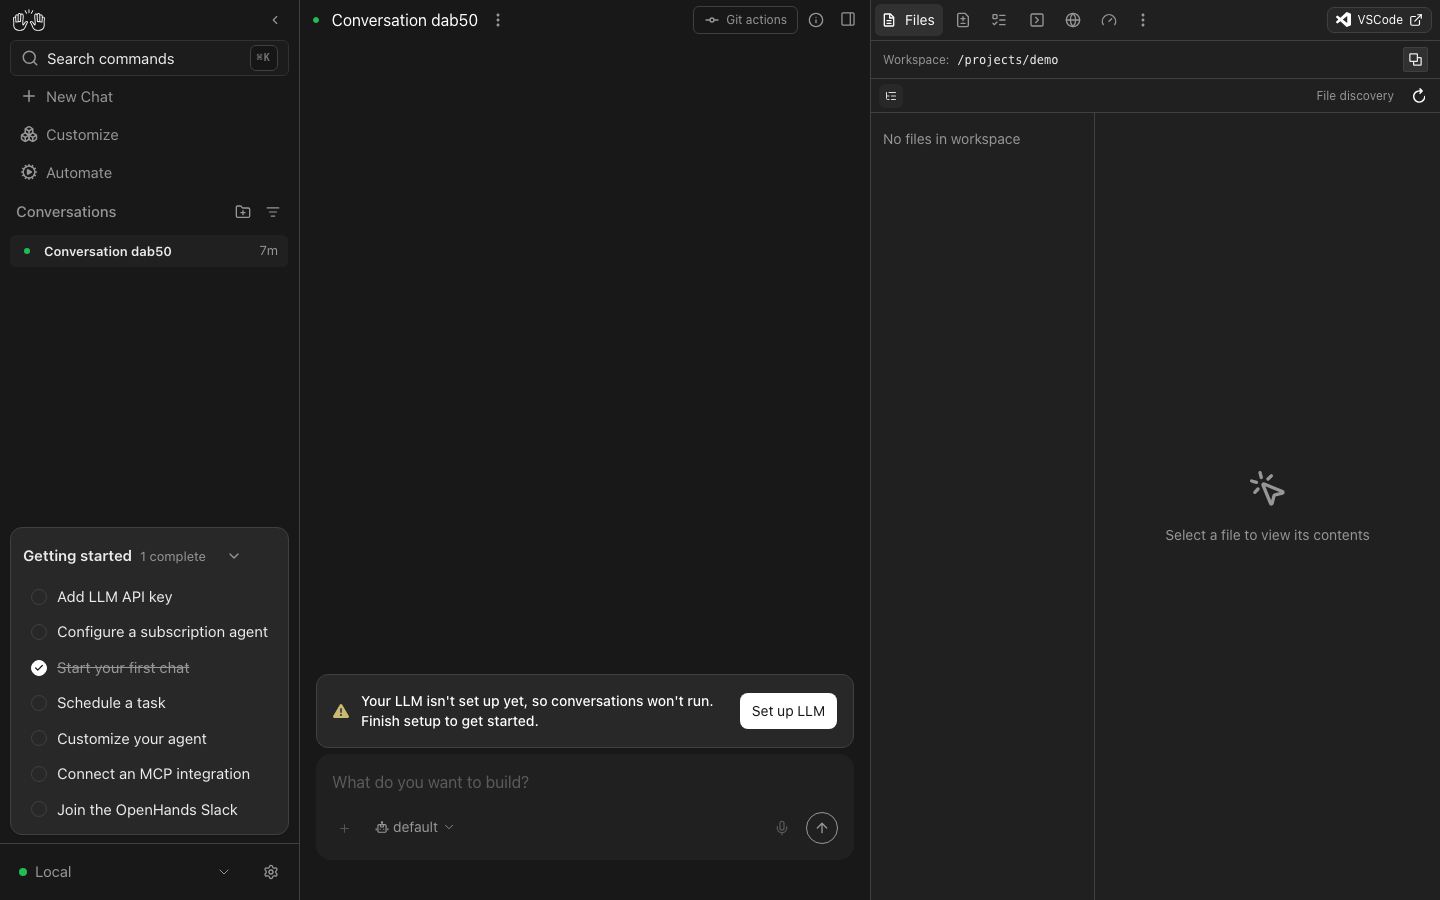 Search commands
⌘K
New Chat
Customize
Automate
Conversations
Conversation dab50
7m
Getting started
1 complete
Add LLM API key
Configure a subscription agent
Start your first chat
Schedule a task
Customize your agent
Connect an MCP integration
Join the OpenHands Slack
Local
Conversation dab50
Git actions
Your LLM isn't set up yet, so conversations won't run.
Finish setup to get started.
Set up LLM
What do you want to build?
default
Files
VSCode
Workspace: /projects/demo
File discovery
No files in workspace
Select a file to view its contents